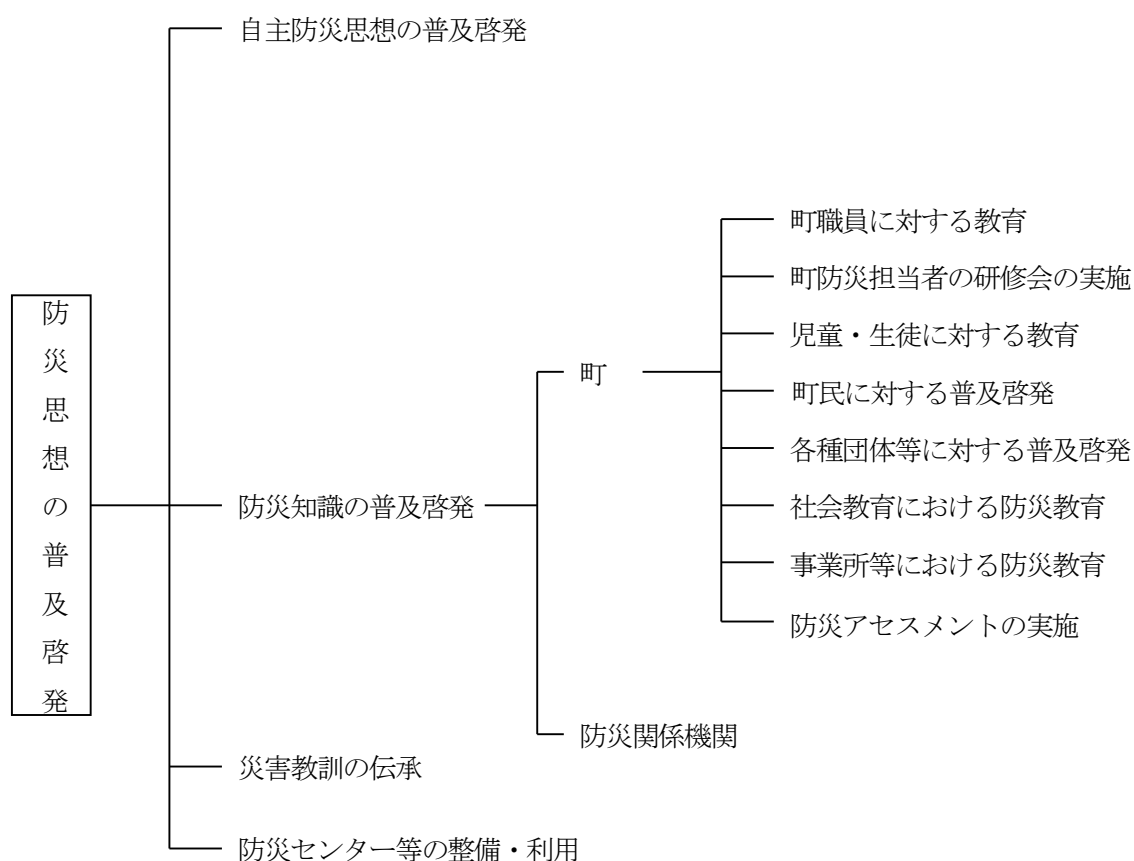 防災思想の普及啓発
自主防災思想の普及啓発
防災知識の普及啓発
町
町職員に対する教育
町防災担当者の研修会の実施
児童・生徒に対する教育
町民に対する普及啓発
各種団体等に対する普及啓発
社会教育における防災教育
事業所等における防災教育
防災アセスメントの実施
防災関係機関
災害教訓の伝承
防災センター等の整備・利用